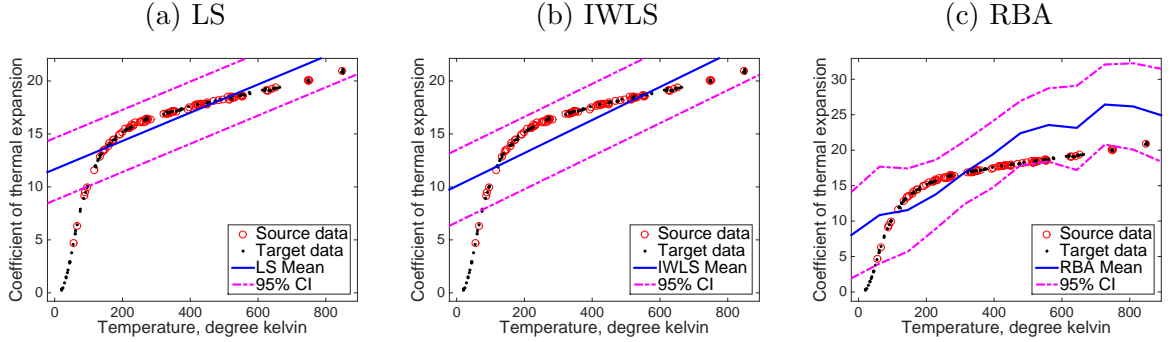 (a) LS
Coefficient of thermal expansion
20
15
10
5
0
0 200 400 600 800
Temperature, degree kelvin
Source data
Target data
LS Mean
95% CI
(b) IWLS
Coefficient of thermal expansion
20
15
10
5
0
0 200 400 600 800
Temperature, degree kelvin
Source data
Target data
IWLS Mean
95% CI
(c) RBA
Coefficient of thermal expansion
30
25
20
15
10
5
0
0 200 400 600 800
Temperature, degree kelvin
Source data
Target data
RBA Mean
95% CI